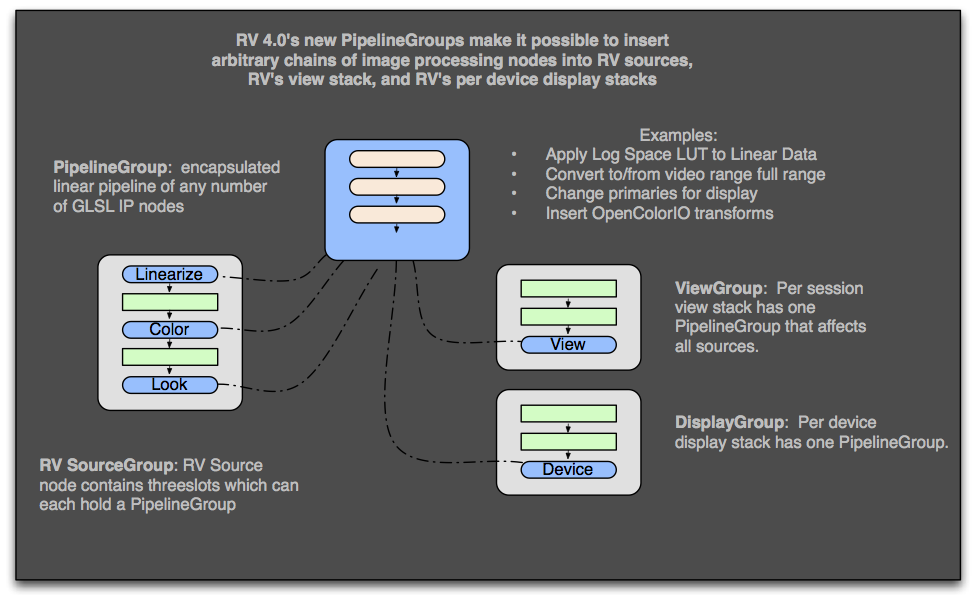 RV 4.0's new PipelineGroups make it possible to insert
arbitrary chains of image processing nodes into RV sources,
RV's view stack, and RV's per device display stacks
PipelineGroup: encapsulated
linear pipeline of any number
of GLSL IP nodes
Examples:
• Apply Log Space LUT to Linear Data
• Convert to/from video range full range
• Change primaries for display
• Insert OpenColorIO transforms
Linearize
Color
Look
RV SourceGroup: RV Source
node contains threeslots which can
each hold a PipelineGroup
View
ViewGroup: Per session
view stack has one
PipelineGroup that affects
all sources.
Device
DisplayGroup: Per device
display stack has one PipelineGroup.